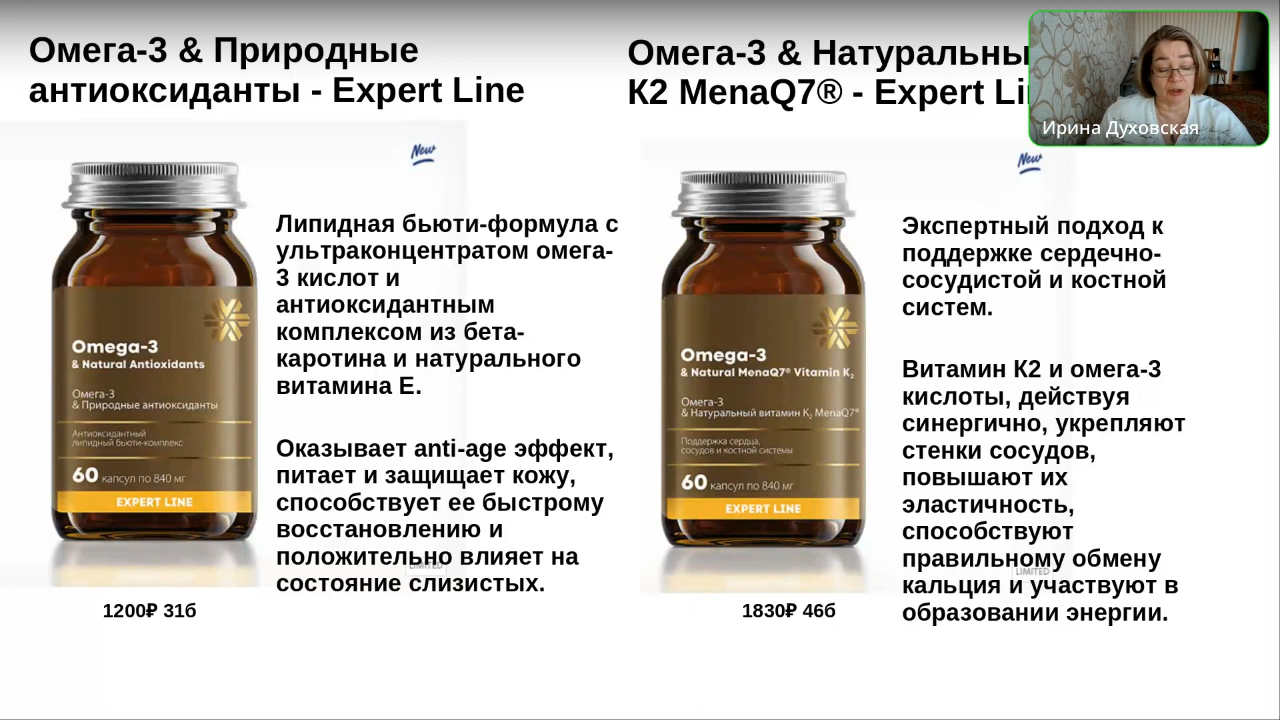 Омега-3 & Природные
антиоксиданты - Expert Line
New
Omega-3
& Natural Antioxidants
Омега-3
& Природные антиоксиданты
Антиоксидантный
липидный бьюти-комплекс
60 капсул по 840 мг
EXPERT LINE
1200₽ 31б
Липидная бьюти-формула с
ультраконцентратом омега-
3 кислот и
антиоксидантным
комплексом из бета-
каротина и натурального
витамина Е.
Оказывает anti-age эффект,
питает и защищает кожу,
способствует ее быстрому
восстановлению и
положительно влияет на
состояние слизистых.
LIMITED
Омега-3 & Натуральны
К2 MenaQ7® - Expert Li
New
Omega-3
& Natural MenaQ7® Vitamin K₂
Омега-3
& Натуральный витамин K₂ MenaQ7®
Поддержка сердца,
сосудов и костной системы
60 капсул по 840 мг
EXPERT LINE
1830₽ 46б
Экспертный подход к
поддержке сердечно-
сосудистой и костной
систем.
Витамин К2 и омега-3
кислоты, действуя
синергично, укрепляют
стенки сосудов,
повышают их
эластичность,
способствуют
правильному обмену
кальция и участвуют в
образовании энергии.
LIMITED
Ирина Духовская